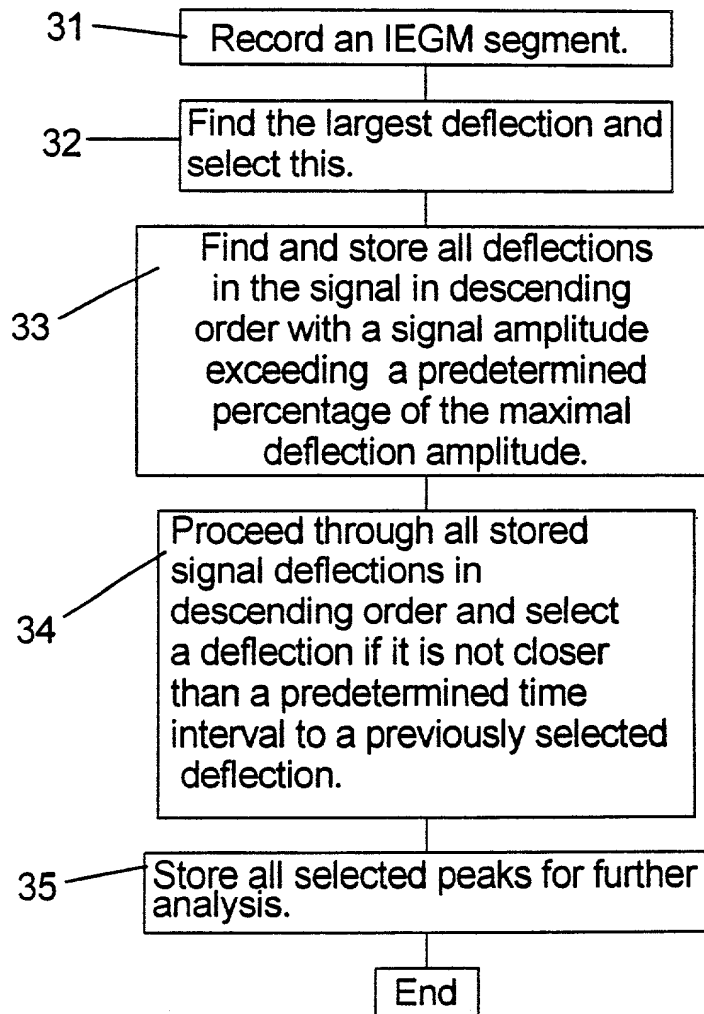 31
Record an IEGM segment.
32
Find the largest deflection and
select this.
33
Find and store all deflections
in the signal in descending
order with a signal amplitude
exceeding a predetermined
percentage of the maximal
deflection amplitude.
34
Proceed through all stored
signal deflections in
descending order and select
a deflection if it is not closer
than a predetermined time
interval to a previously selected
deflection.
35
Store all selected peaks for further
analysis.
End